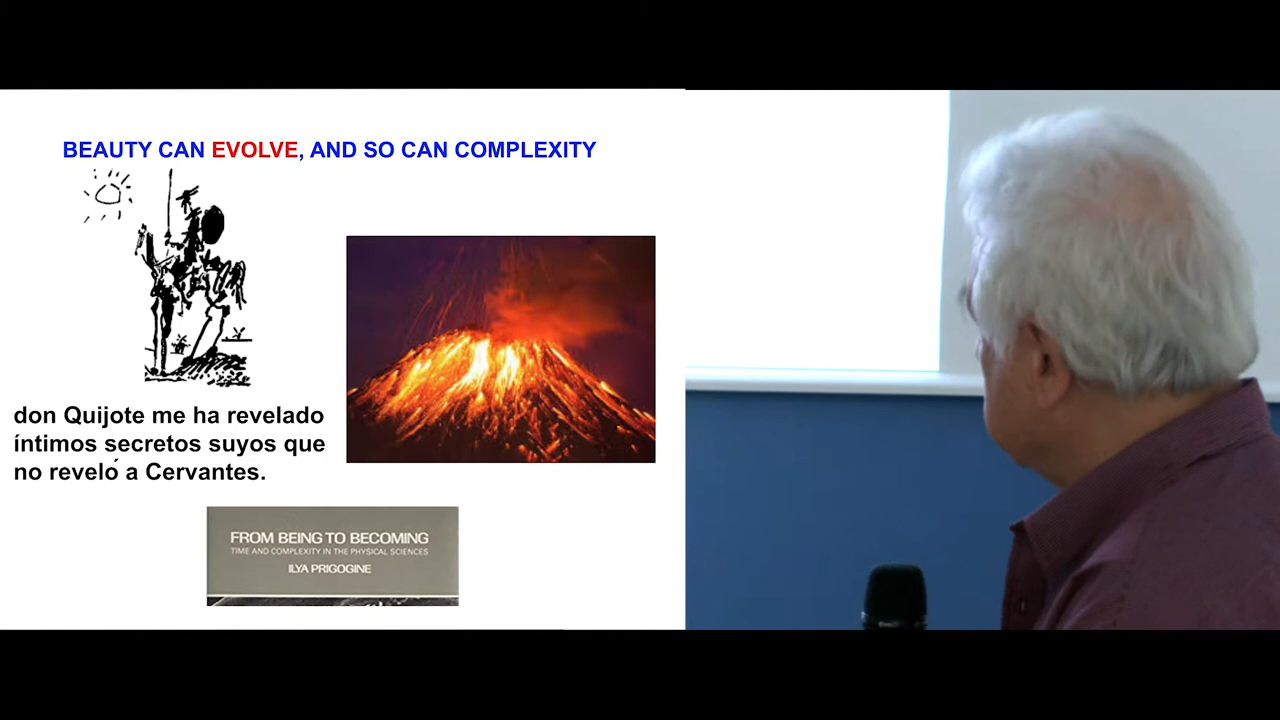 BEAUTY CAN EVOLVE, AND SO CAN COMPLEXITY
don Quijote me ha revelado
íntimos secretos suyos que
no reveló a Cervantes.
FROM BEING TO BECOMING
TIME AND COMPLEXITY IN THE PHYSICAL SCIENCES
ILYA PRIGOGINE